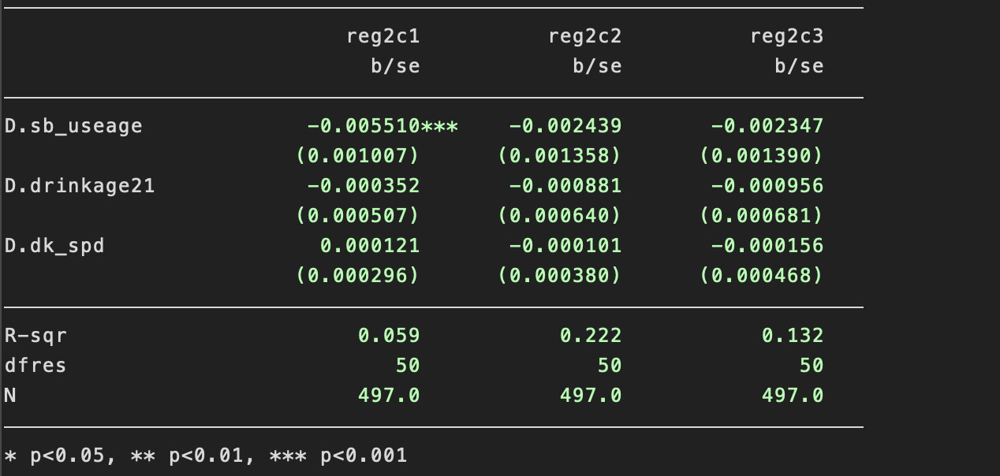 reg2c1 reg2c2 reg2c3
b/se b/se b/se
D.sb_useage -0.005510*** -0.002439 -0.002347
(0.001007) (0.001358) (0.001390)
D.drinkage21 -0.000352 -0.000881 -0.000956
(0.000507) (0.000640) (0.000681)
D.dk_spd 0.000121 -0.000101 -0.000156
(0.000296) (0.000380) (0.000468)
R-sqr 0.059 0.222 0.132
dfres 50 50 50
N 497.0 497.0 497.0
* p<0.05, ** p<0.01, *** p<0.001